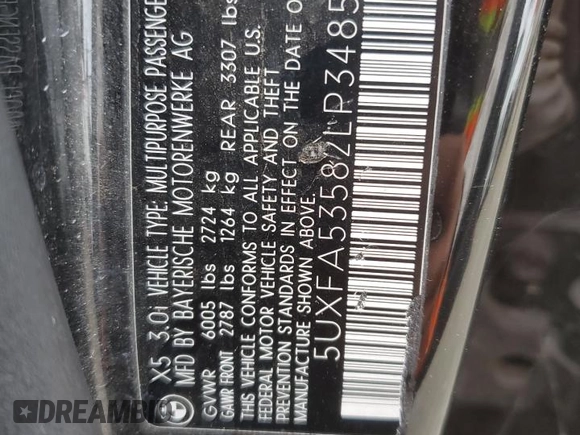 X5 3.0i VEHICLE TYPE: MULTIPURPOSE PASSENGE
MFD BY BAYERISCHE MOTORENWERKE AG
GVWR 6005 lbs 2724 kg
GAWR FRONT 2787 lbs 1264 kg REAR 3307 lbs
THIS VEHICLE CONFORMS TO ALL APPLICABLE U.S.
FEDERAL MOTOR VEHICLE SAFETY AND THEFT
STANDARDS IN EFFECT ON THE DATE OF
MANUFACTURE SHOWN ABOVE.
5UXFA53582LP3485
DREAMBID